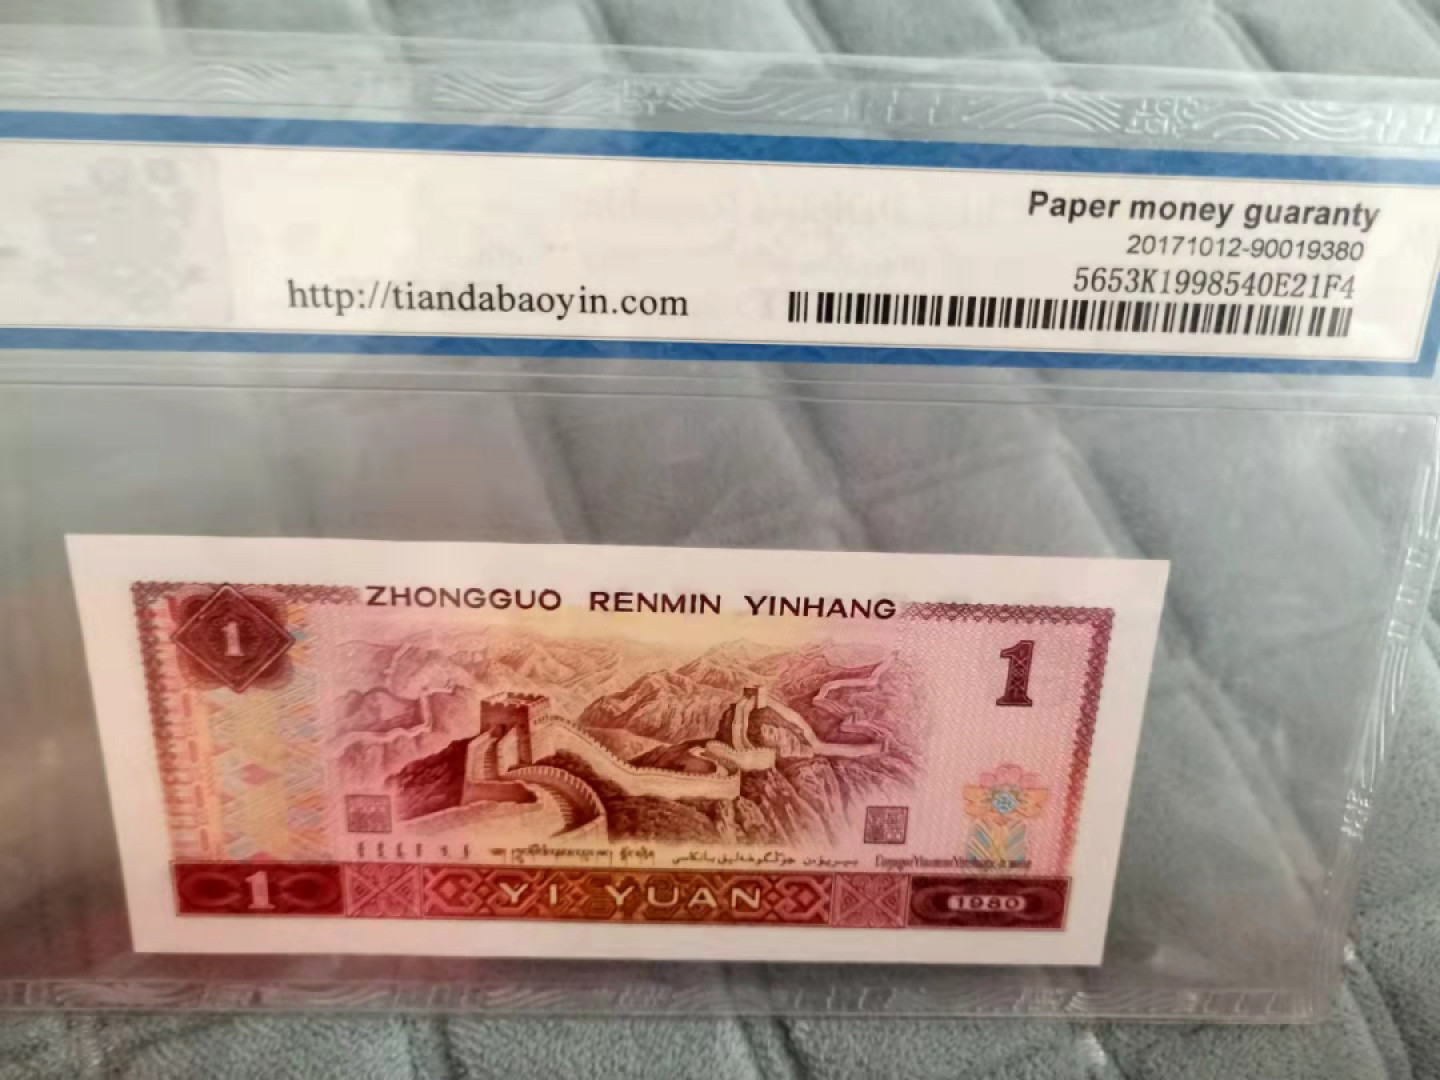 Paper money guaranty
20171012-90019380
5653K1998540E21F4
http://tiandabaoyin.com
ZHONGGUO RENMIN YINHANG
1
1
1 YI YUAN 1980